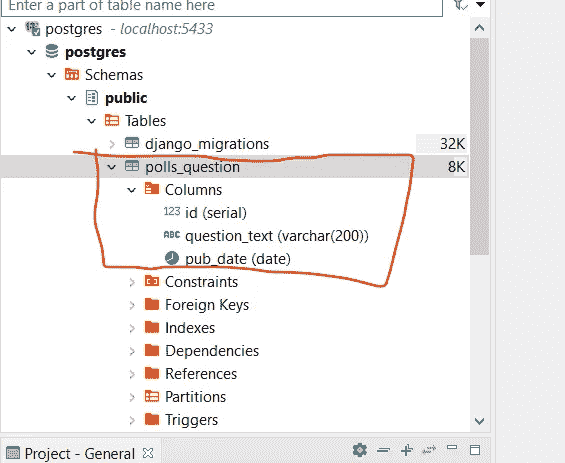 Enter a part of table name here
postgres - localhost:5433
postgres
Schemas
public
Tables
django_migrations 32K
polls_question 8K
Columns
123 id (serial)
ABC question_text (varchar(200))
pub_date (date)
Constraints
Foreign Keys
Indexes
Dependencies
References
Partitions
Triggers
Project - General